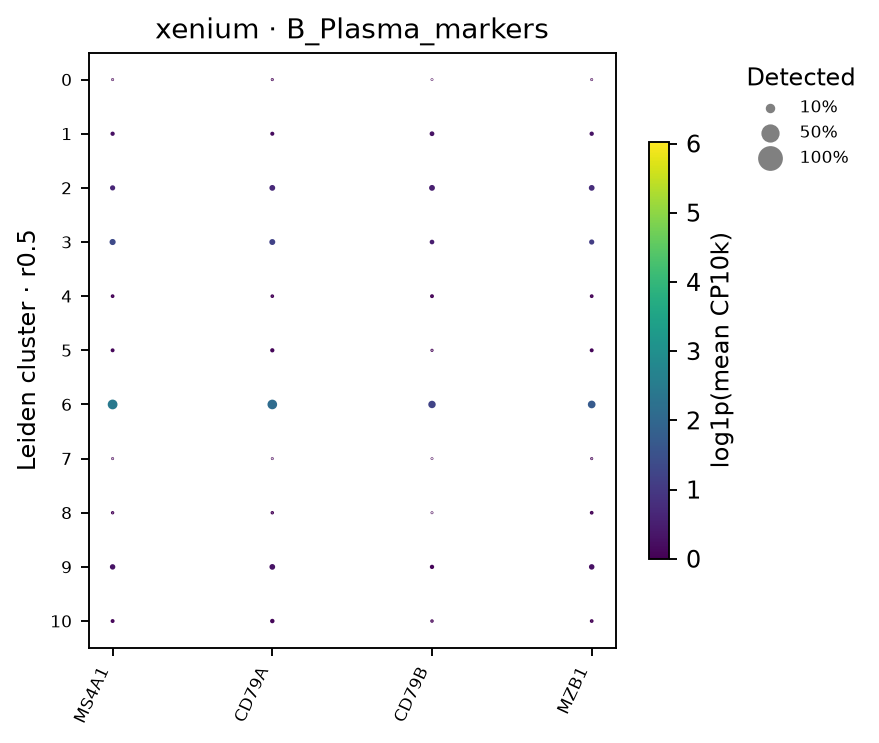 xenium · B_Plasma_markers
Leiden cluster · r0.5
0
1
2
3
4
5
6
7
8
9
10
MS4A1
CD79A
CD79B
MZB1
Detected
10%
50%
100%
6
5
4
3
2
1
0
log1p(mean CP10k)